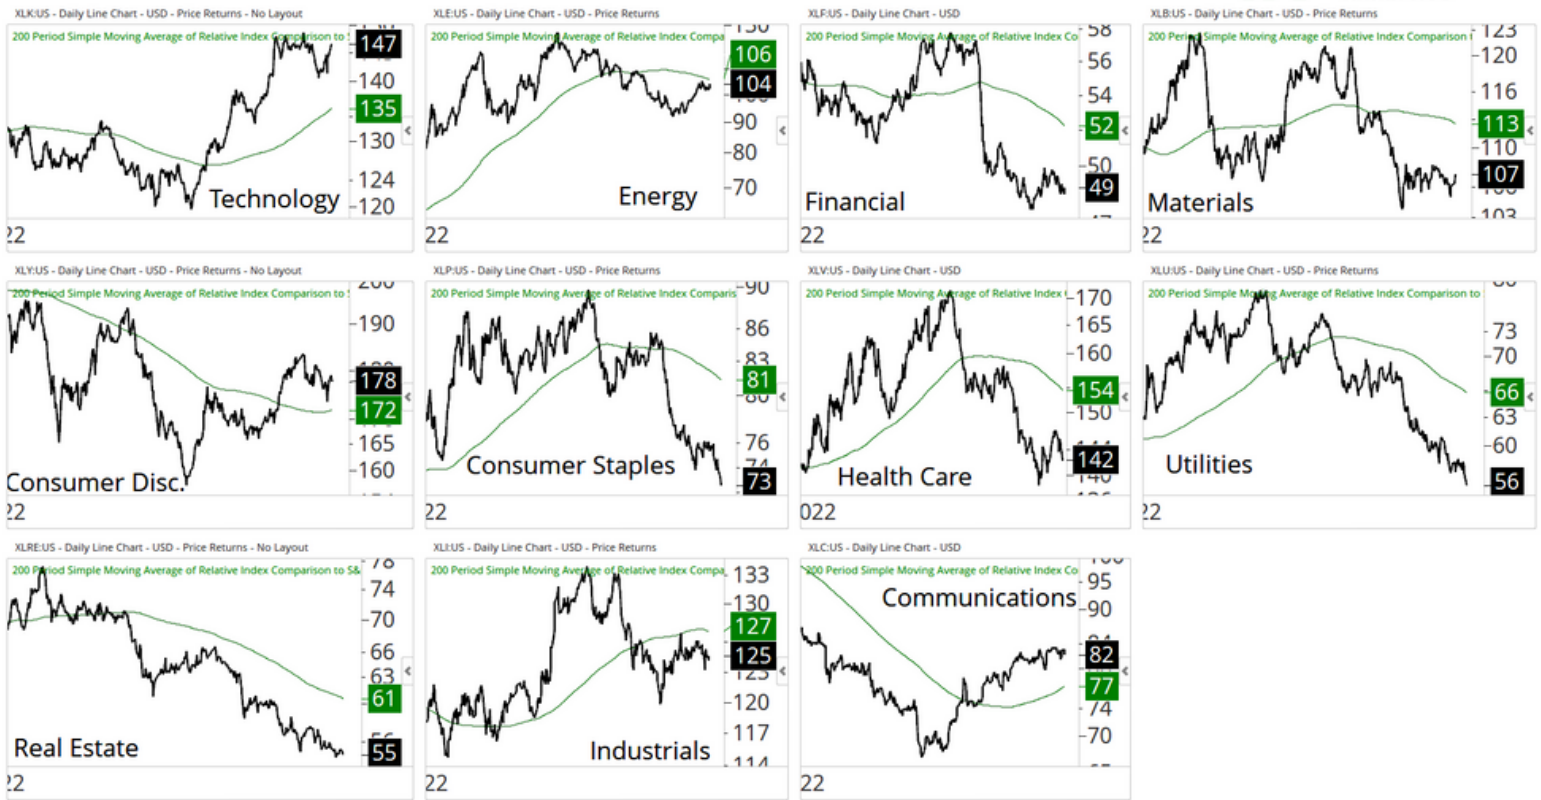 XLK:US - Daily Line Chart - USD - Price Returns - No Layout
200 Period Simple Moving Average of Relative Index Comparison to
147
140
135
130
124
120
Technology
22
XLE:US - Daily Line Chart - USD - Price Returns
200 Period Simple Moving Average of Relative Index Compa
130
106
104
90
80
70
Energy
22
XLF:US - Daily Line Chart - USD
200 Period Simple Moving Average of Relative Index Co
58
56
54
52
50
49
Financial
22
XLB:US - Daily Line Chart - USD - Price Returns
200 Period Simple Moving Average of Relative Index Comparison
123
120
116
113
110
107
103
Materials
22
XLY:US - Daily Line Chart - USD - Price Returns - No Layout
200 Period Simple Moving Average of Relative Index Comparison to
200
190
178
172
165
160
Consumer Disc.
22
XLP:US - Daily Line Chart - USD - Price Returns
200 Period Simple Moving Average of Relative Index Comparis
90
86
83
81
80
76
74
73
Consumer Staples
22
XLV:US - Daily Line Chart - USD
200 Period Simple Moving Average of Relative Index
170
165
160
154
150
142
140
Health Care
022
XLU:US - Daily Line Chart - USD - Price Returns
200 Period Simple Moving Average of Relative Index Comparison to
73
70
66
63
60
56
Utilities
22
XLRE:US - Daily Line Chart - USD - Price Returns - No Layout
200 Period Simple Moving Average of Relative Index Comparison to S&
78
74
70
66
63
61
55
Real Estate
22
XLI:US - Daily Line Chart - USD - Price Returns
200 Period Simple Moving Average of Relative Index Compa
133
130
127
125
120
117
114
Industrials
22
XLC:US - Daily Line Chart - USD
200 Period Simple Moving Average of Relative Index Co
Communications
95
90
82
77
74
70
22